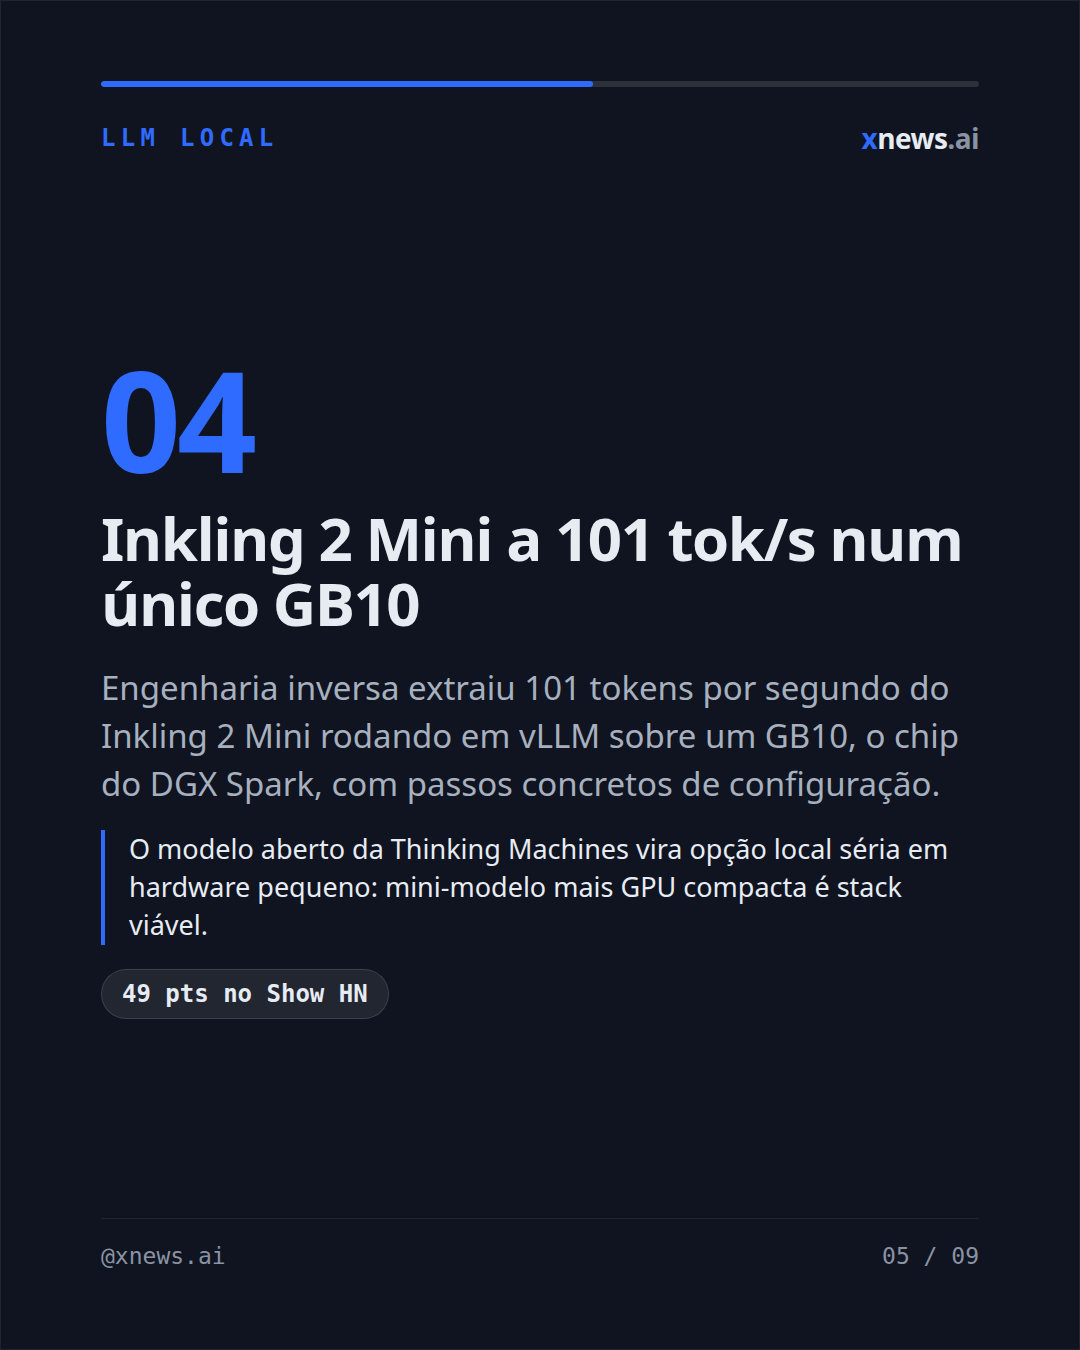 LLM LOCAL
xnews.ai
04
Inkling 2 Mini a 101 tok/s num
único GB10
Engenharia inversa extraiu 101 tokens por segundo do
Inkling 2 Mini rodando em vLLM sobre um GB10, o chip
do DGX Spark, com passos concretos de configuração.
O modelo aberto da Thinking Machines vira opção local séria em
hardware pequeno: mini-modelo mais GPU compacta é stack
viável.
49 pts no Show HN
@xnews.ai
05 / 09